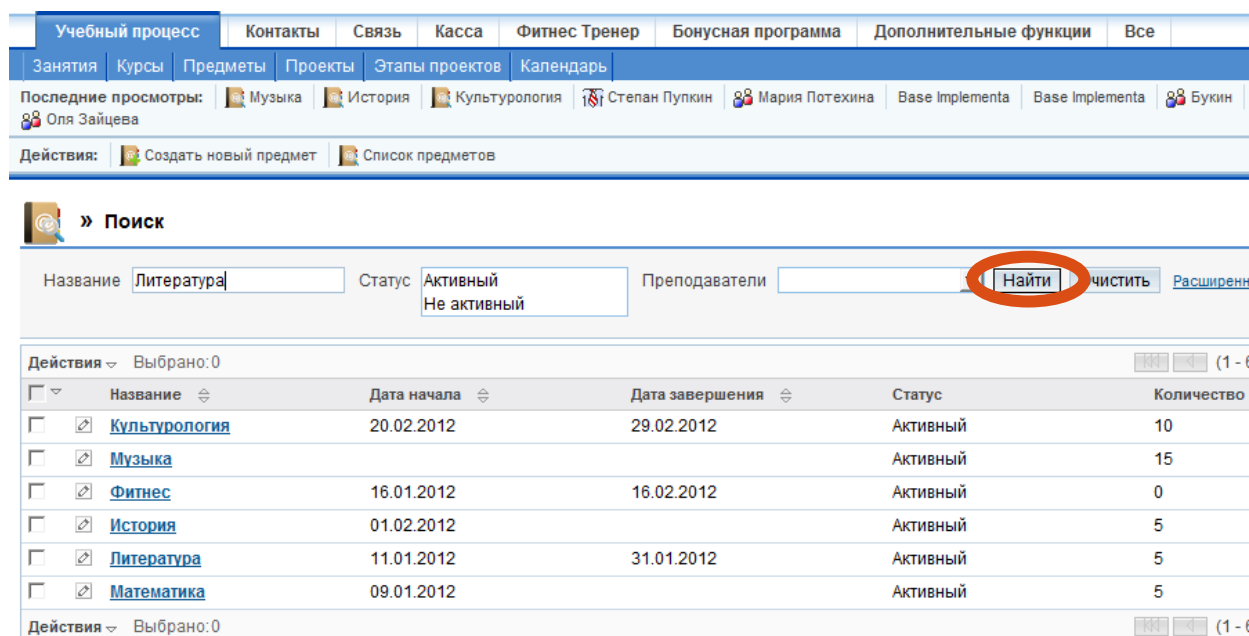 Учебный процесс Контакты Связь Касса Фитнес Тренер Бонусная программа Дополнительные функции Все
Занятия Курсы Предметы Проекты Этапы проектов Календарь
Последние просмотры: Музыка История Культурология Степан Пупкин Мария Потехина Base Implementa Base Implementa Букин
Оля Зайцева
Действия: Создать новый предмет Список предметов
» Поиск
Название Литература Статус Активный Преподаватели Найти чистить Расширенн
Не активный
Действия Выбрано:0 (1 - 6
Название Дата начала Дата завершения Статус Количество
Культурология 20.02.2012 29.02.2012 Активный 10
Музыка Активный 15
Фитнес 16.01.2012 16.02.2012 Активный 0
История 01.02.2012 Активный 5
Литература 11.01.2012 31.01.2012 Активный 5
Математика 09.01.2012 Активный 5
Действия Выбрано:0 (1 - 6